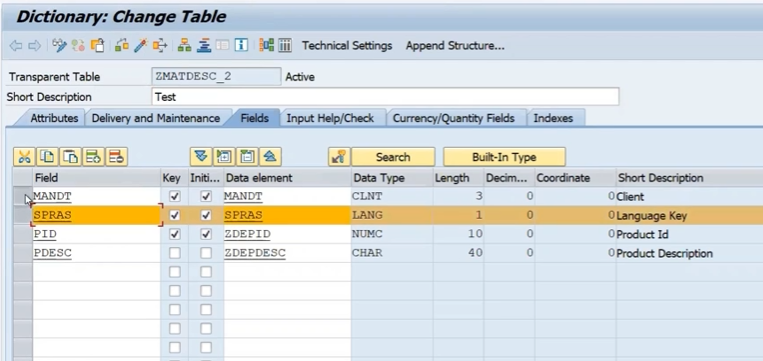 Dictionary: Change Table
Technical Settings Append Structure...
Transparent Table ZMATDESC_2 Active
Short Description Test
Attributes Delivery and Maintenance Fields Input Help/Check Currency/Quantity Fields Indexes
Search Built-In Type
Field Key Initi... Data element Data Type Length Decim... Coordinate Short Description
MANDT MANDT CLNT 3 0 0 Client
SPRAS SPRAS LANG 1 0 0 Language Key
PID ZDEPID NUMC 10 0 0 Product Id
PDESC ZDEPDESC CHAR 40 0 0 Product Description